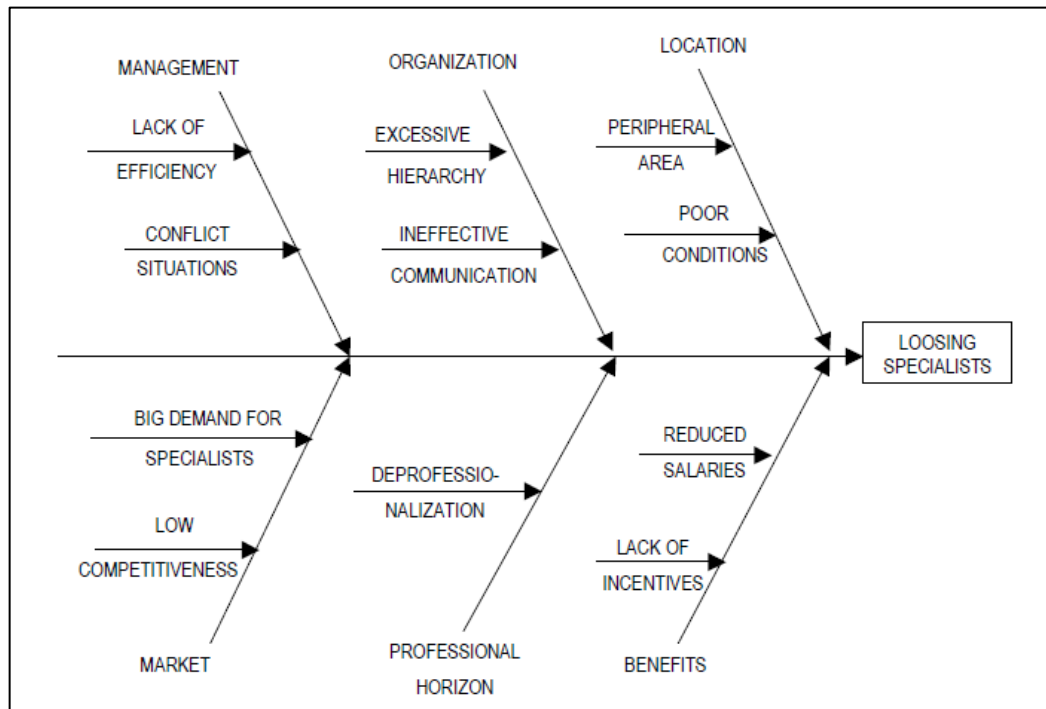 MANAGEMENT
LACK OF
EFFICIENCY
CONFLICT
SITUATIONS
ORGANIZATION
EXCESSIVE
HIERARCHY
INEFFECTIVE
COMMUNICATION
LOCATION
PERIPHERAL
AREA
POOR
CONDITIONS
LOOSING
SPECIALISTS
BIG DEMAND FOR
SPECIALISTS
LOW
COMPETITIVENESS
MARKET
DEPROFESSIO-
NALIZATION
PROFESSIONAL
HORIZON
REDUCED
SALARIES
LACK OF
INCENTIVES
BENEFITS